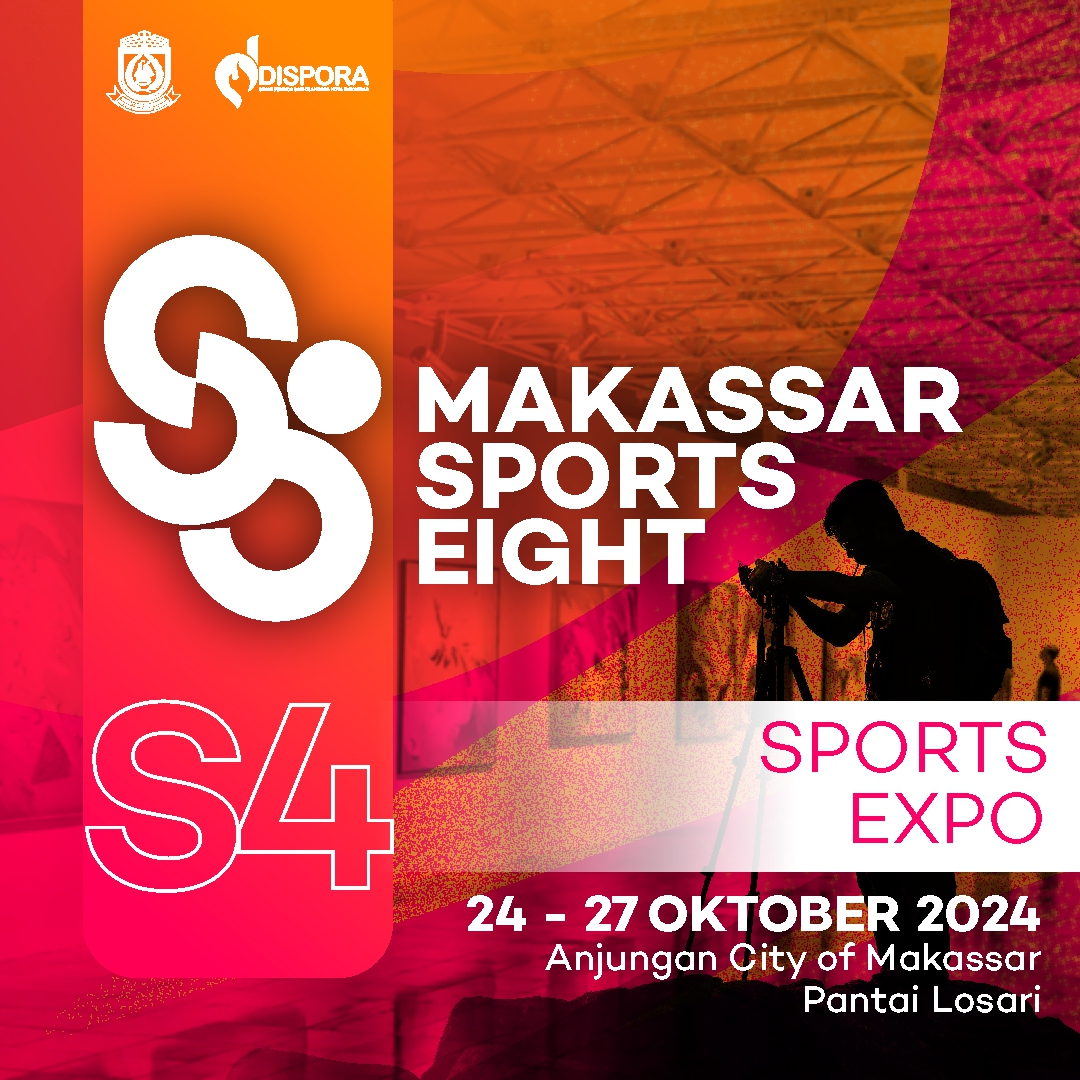 DISPORA
MAKASSAR
SPORTS
EIGHT
S4
SPORTS
EXPO
24 - 27 OKTOBER 2024
Anjungan City of Makassar
Pantai Losari